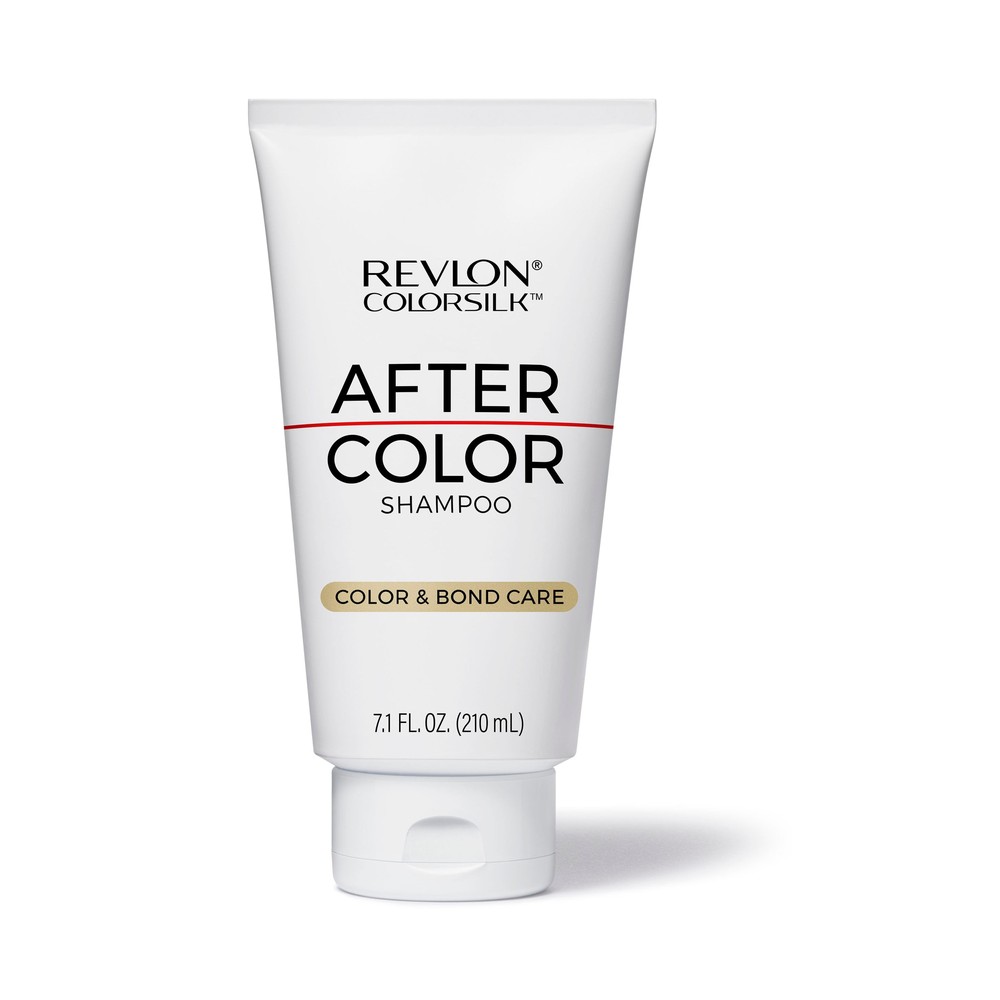 REVLON®
COLORSILK™
AFTER
COLOR
SHAMPOO
COLOR & BOND CARE
7.1 FL. OZ. (210 mL)